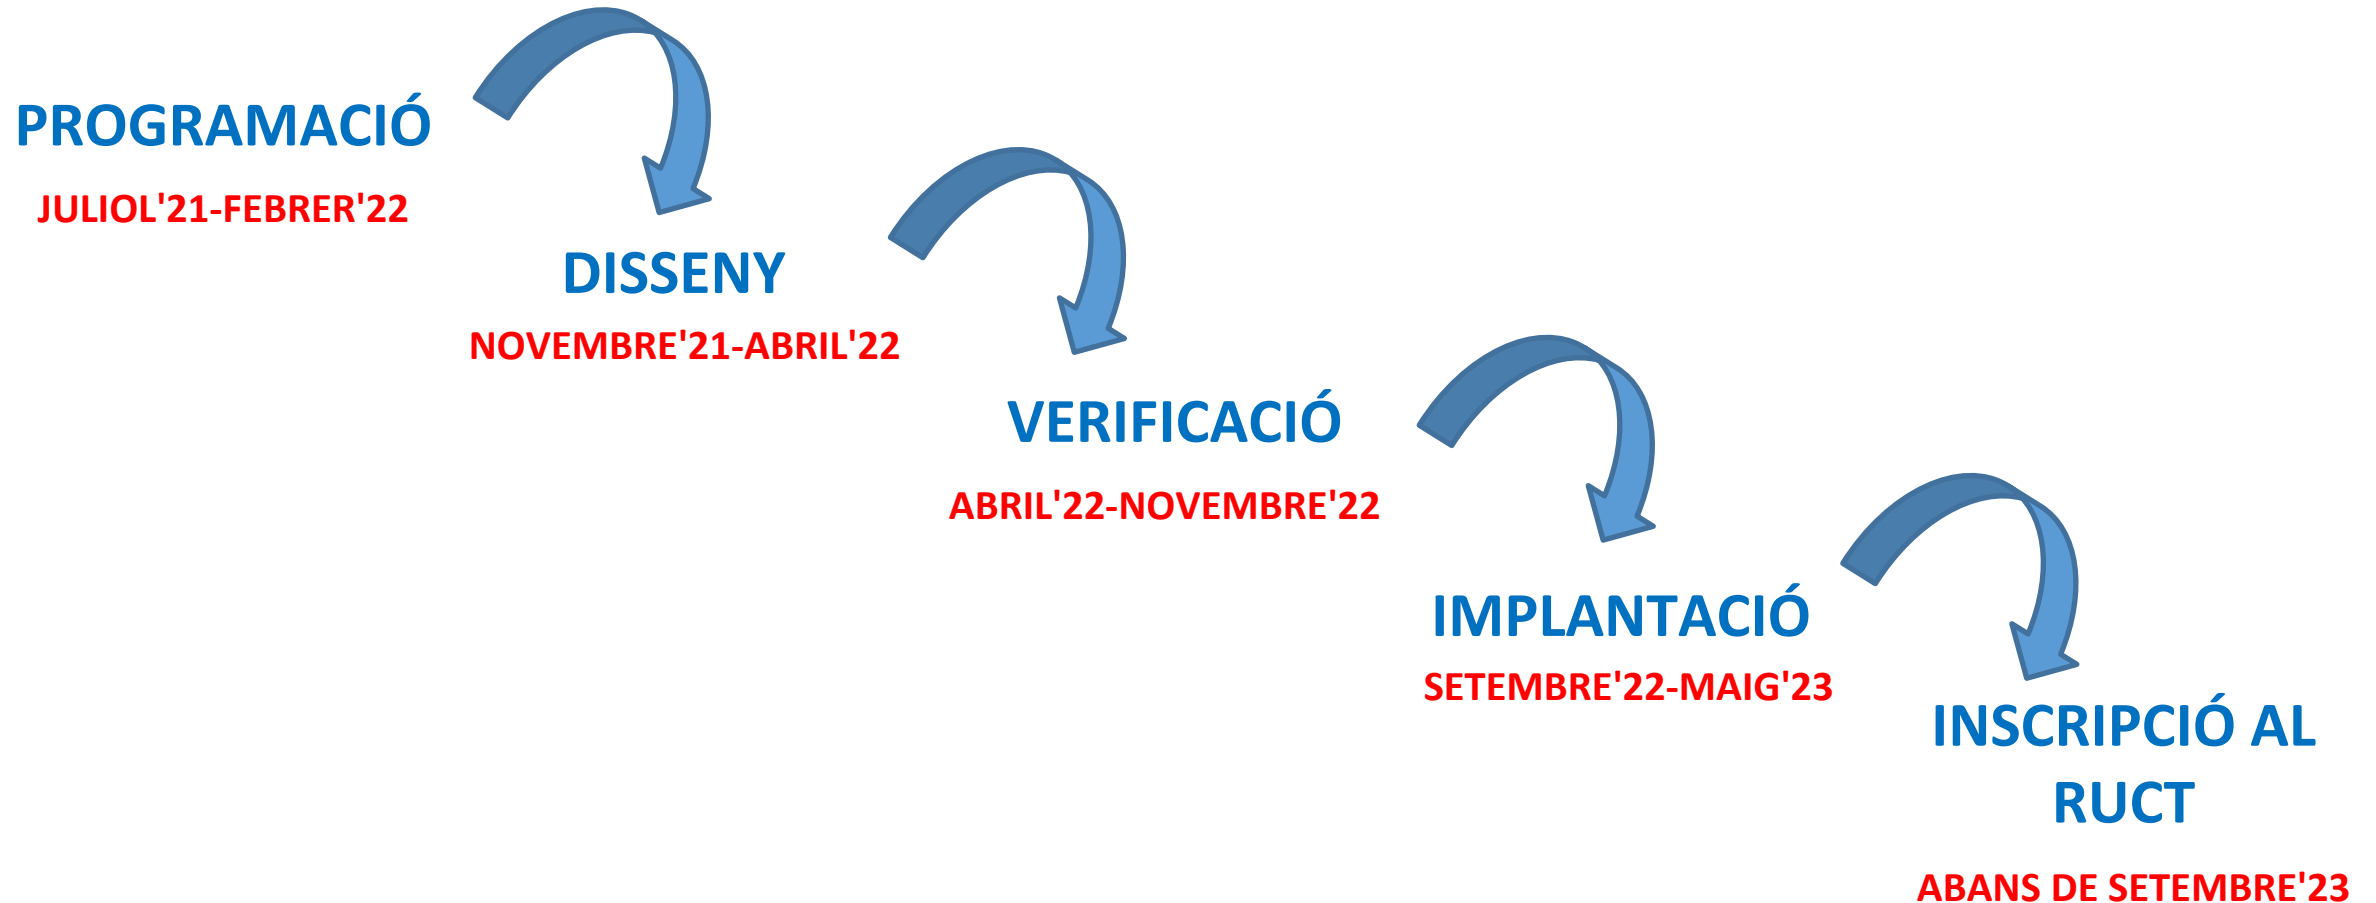 PROGRAMACIÓ
JULIOL'21-FEBRER'22
DISSENY
NOVEMBRE'21-ABRIL'22
VERIFICACIÓ
ABRIL'22-NOVEMBRE'22
IMPLANTACIÓ
SETEMBRE'22-MAIG'23
INSCRIPCIÓ AL
RUCT
ABANS DE SETEMBRE'23